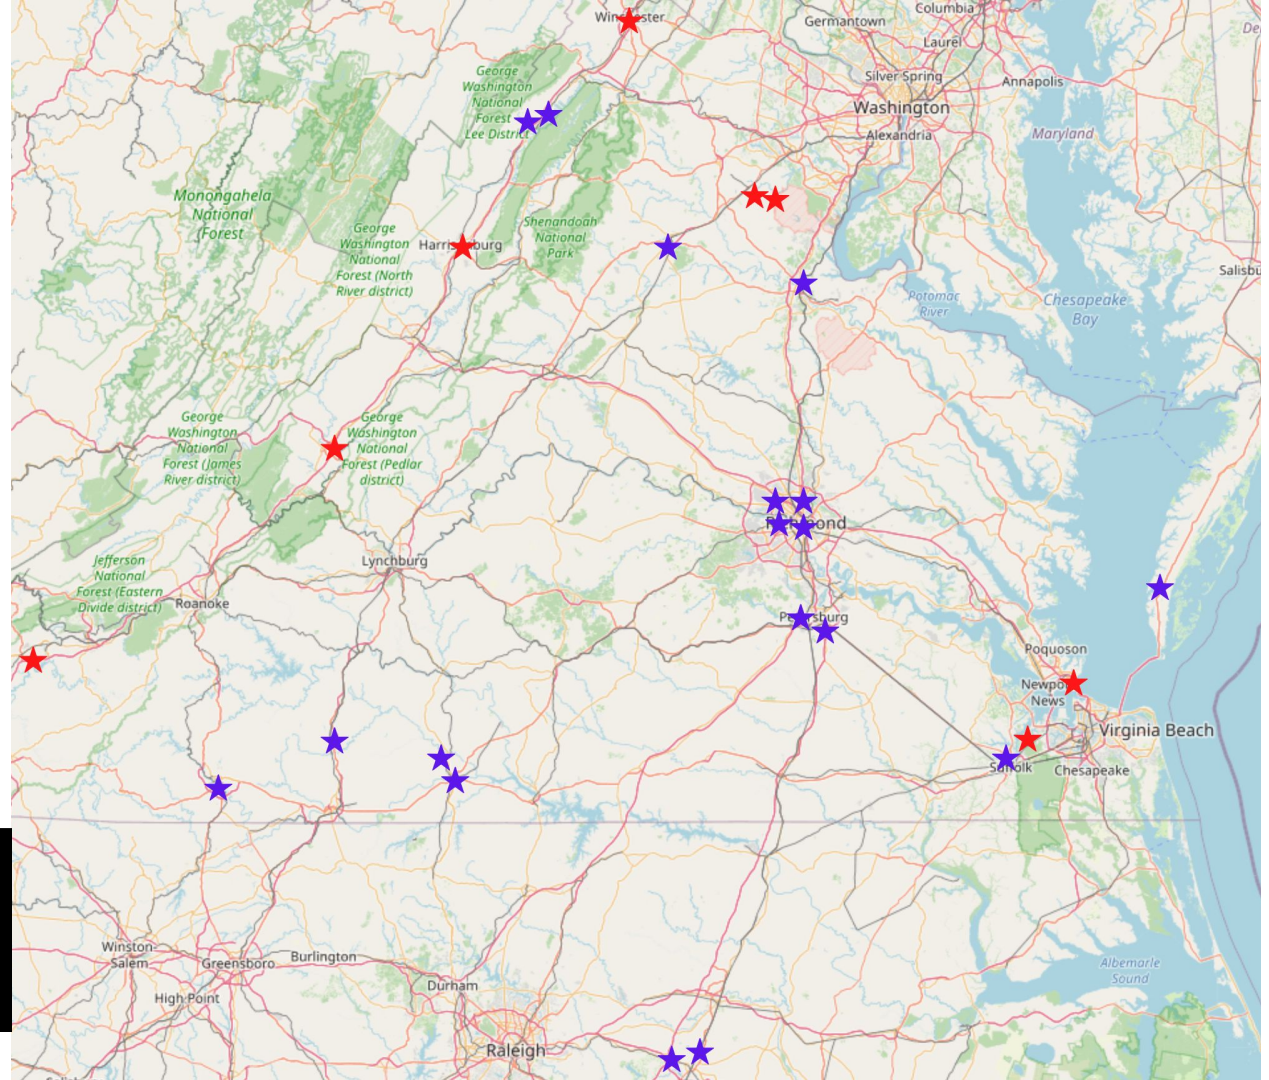 Columbia
Germantown
Laurel
Silver Spring
Annapolis
Washington
Alexandria
Maryland
George
Washington
National
Forest
Lee District
Monongahela
National
Forest
Shenandoah
National
Park
George
Washington
National
Forest (North
River district)
Potomac
River
Chesapeake
Bay
George
Washington
National
Forest (James
River district)
George
Washington
National
Forest (Pedlar
district)
Jefferson
National
Forest (Eastern
Divide district)
Lynchburg
Roanoke
Poquoson
News
Virginia Beach
Chesapeake
Winston-
Salem
Greensboro
Burlington
High Point
Durham
Raleigh
Albemarle
Sound